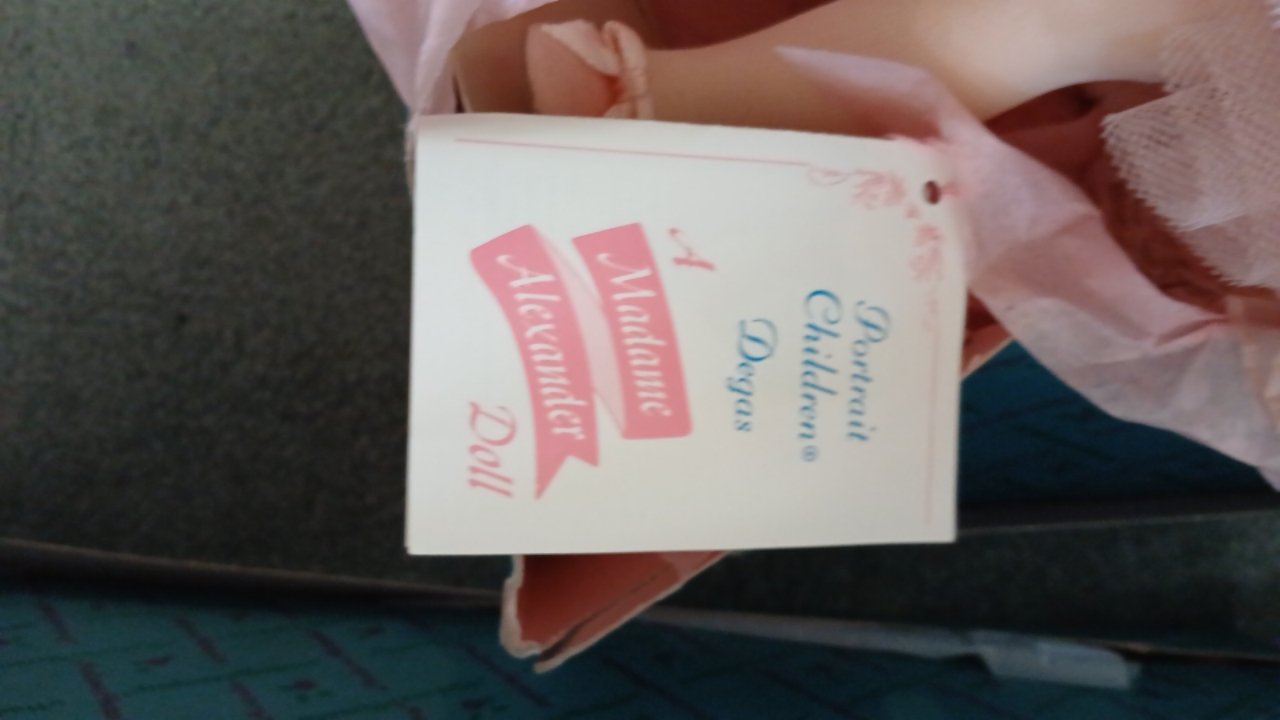 Portrait
Children®
Degas
A
Madame
Alexander
Doll